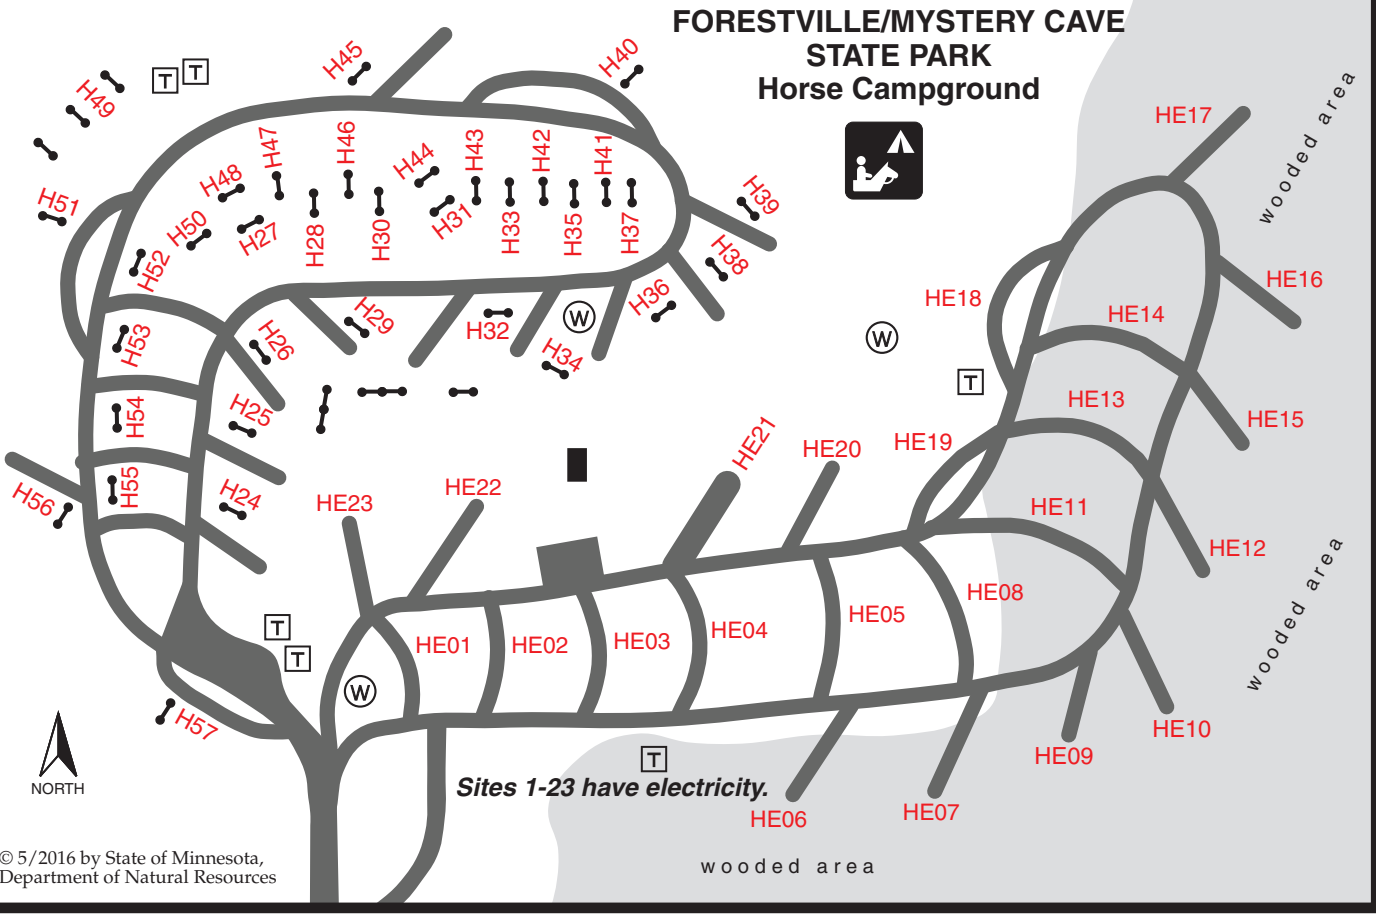 FORESTVILLE/MYSTERY CAVE
STATE PARK
Horse Campground
H45
H40
H49
T
T
HE17
wooded area
H47
H46
H44
H43
H42
H41
H48
H51
H50
H27
H28
H30
H31
H33
H35
H37
H39
H38
H52
HE16
HE18
H36
H29
H32
W
HE14
H53
H26
H34
W
T
HE13
H54
H25
HE15
HE21
HE20
HE19
H55
H56
H24
HE23
HE22
HE11
HE12
wooded area
HE08
T
T
HE01
HE02
HE03
HE04
HE05
W
H57
HE10
HE09
T
NORTH
Sites 1-23 have electricity.
HE06
HE07
wooded area
© 5/2016 by State of Minnesota,
Department of Natural Resources